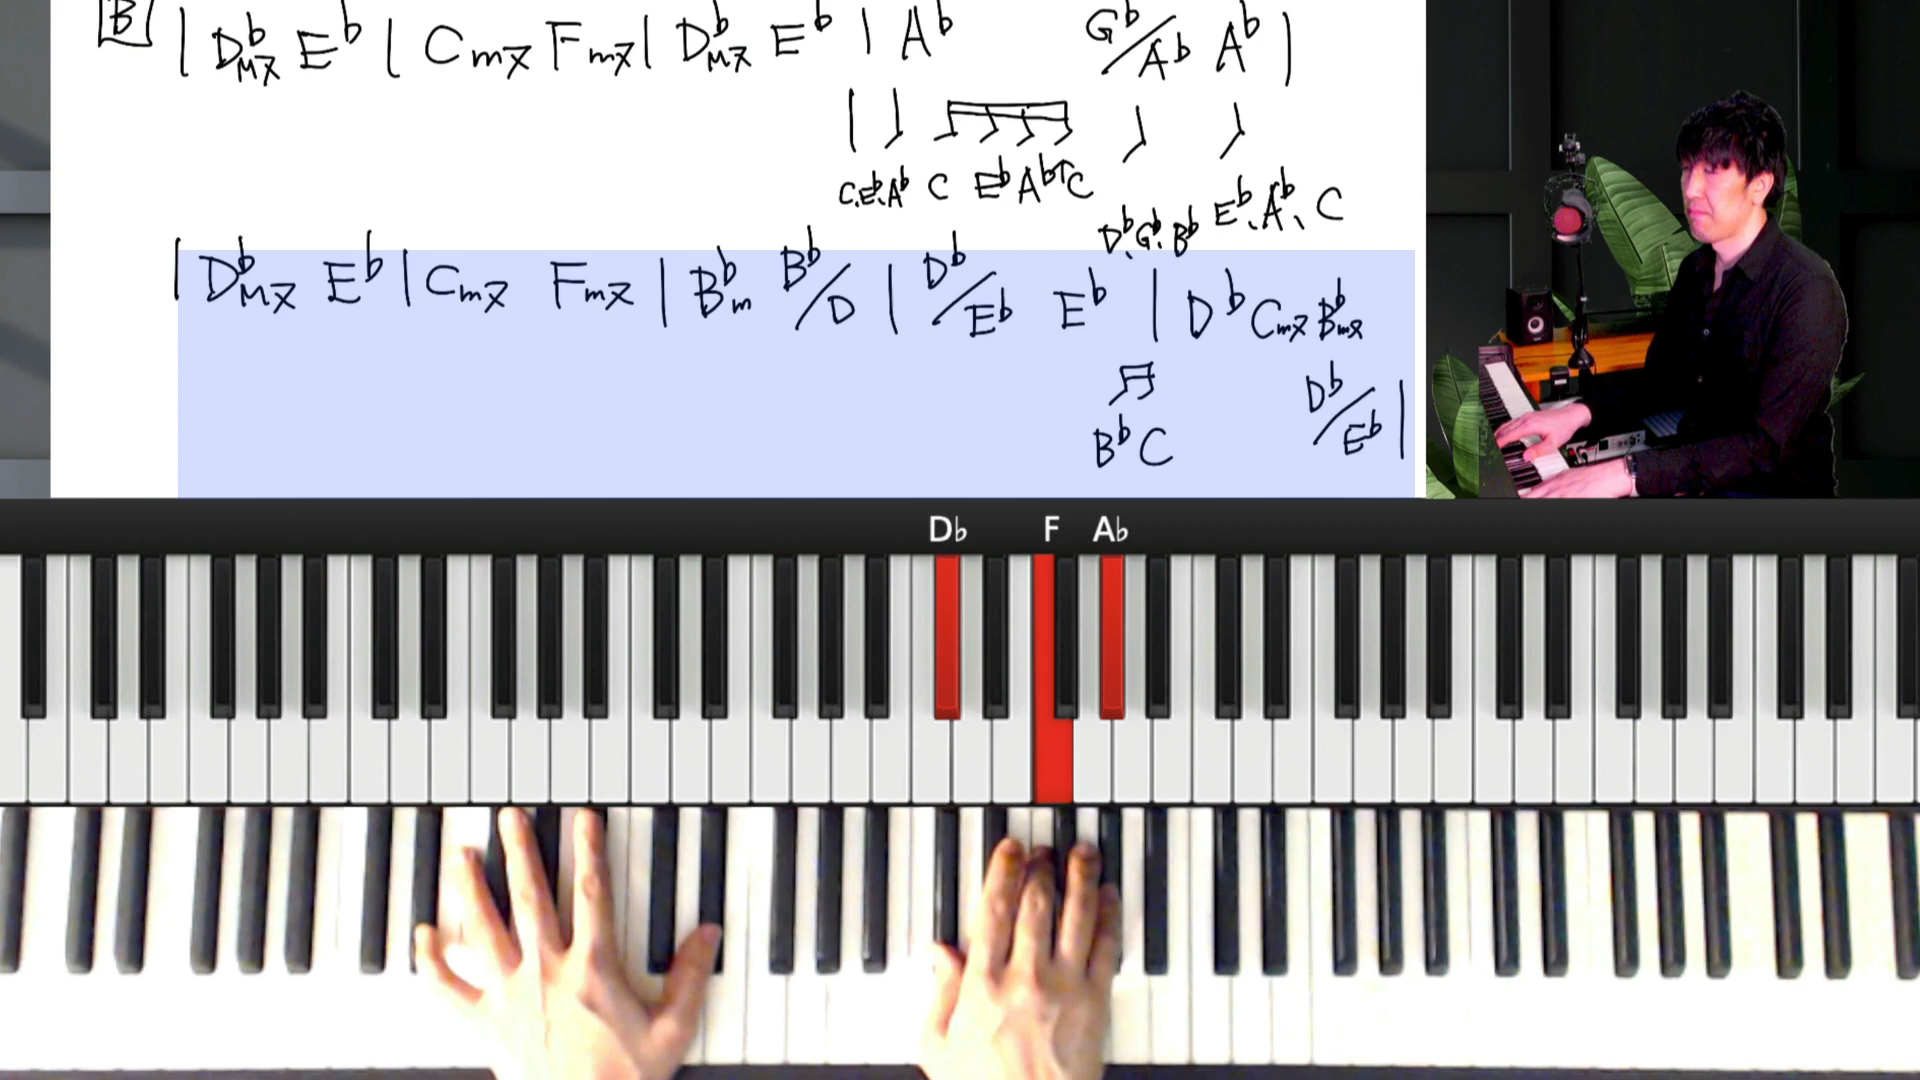 B | D♭M7 E♭ | Cm7 Fm7 | D♭M7 E♭ | A♭ G♭/A♭ A♭ |
C.E♭.A♭ C E♭ A♭ ↑C D♭.G♭.B♭ E♭.A♭.C
| D♭M7 E♭ | Cm7 Fm7 | B♭m B♭/D | D♭/E♭ E♭ | D♭ Cm7 B♭m7
B♭ C D♭/E♭ |
D♭ F A♭